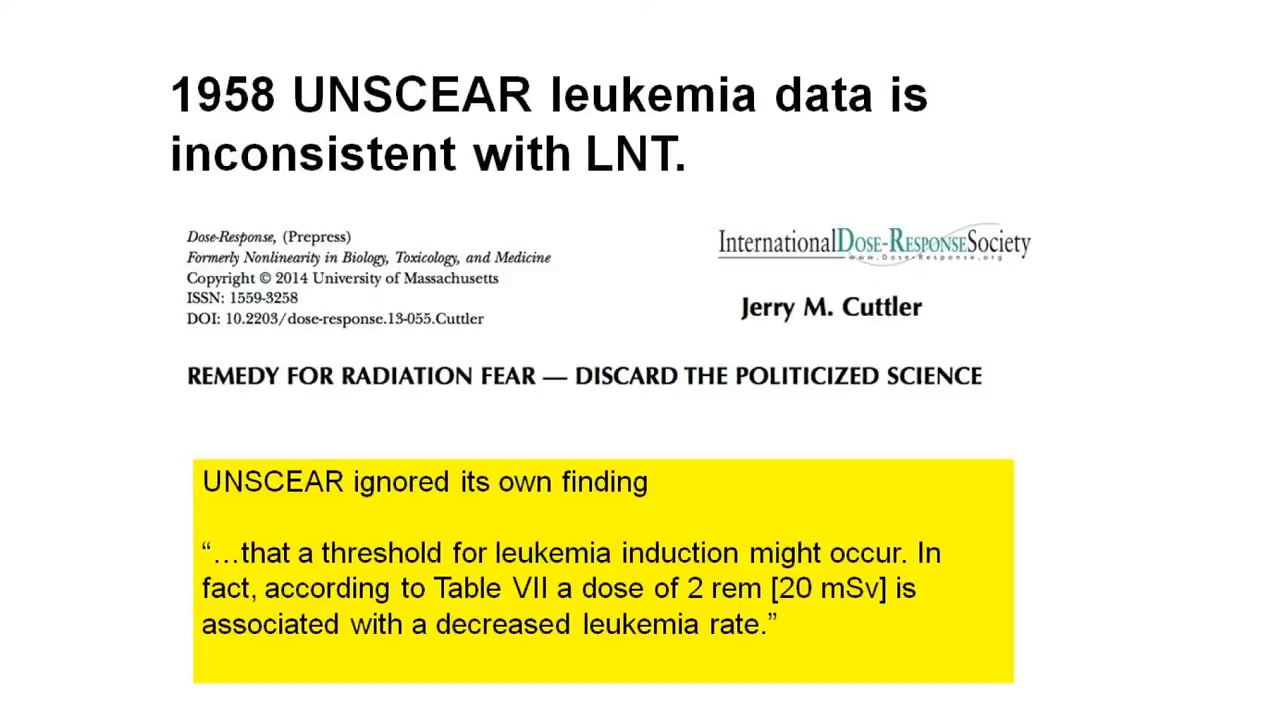 1958 UNSCEAR leukemia data is
inconsistent with LNT.
Dose-Response, (Prepress)
Formerly Nonlinearity in Biology, Toxicology, and Medicine
Copyright © 2014 University of Massachusetts
ISSN: 1559-3258
DOI: 10.2203/dose-response.13-055.Cuttler
InternationalDose-ResponseSociety
www.Dose-Response.org
Jerry M. Cuttler
REMEDY FOR RADIATION FEAR — DISCARD THE POLITICIZED SCIENCE
UNSCEAR ignored its own finding
“…that a threshold for leukemia induction might occur. In
fact, according to Table VII a dose of 2 rem [20 mSv] is
associated with a decreased leukemia rate.”